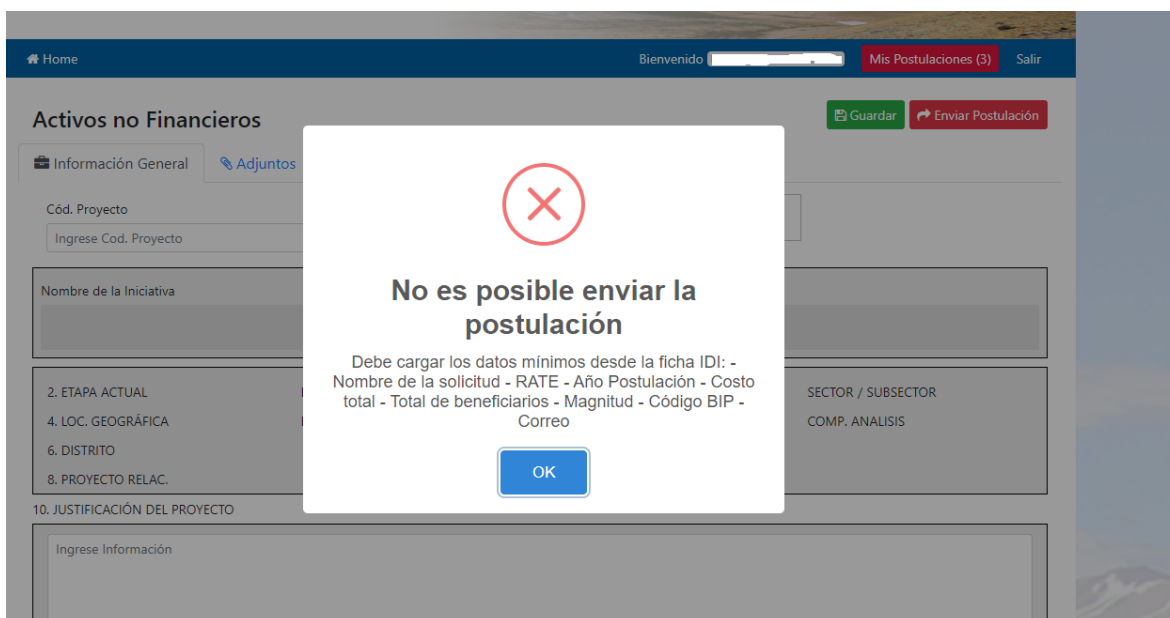 Home
Bienvenido
Mis Postulaciones (3)
Salir
Activos no Financieros
Guardar
Enviar Postulación
Información General
Adjuntos
Cód. Proyecto
Ingrese Cod. Proyecto
Nombre de la Iniciativa
No es posible enviar la
postulación
Debe cargar los datos mínimos desde la ficha IDI: -
Nombre de la solicitud - RATE - Año Postulación - Costo
total - Total de beneficiarios - Magnitud - Código BIP -
Correo
OK
2. ETAPA ACTUAL
SECTOR / SUBSECTOR
4. LOC. GEOGRÁFICA
COMP. ANALISIS
6. DISTRITO
8. PROYECTO RELAC.
10. JUSTIFICACIÓN DEL PROYECTO
Ingrese Información